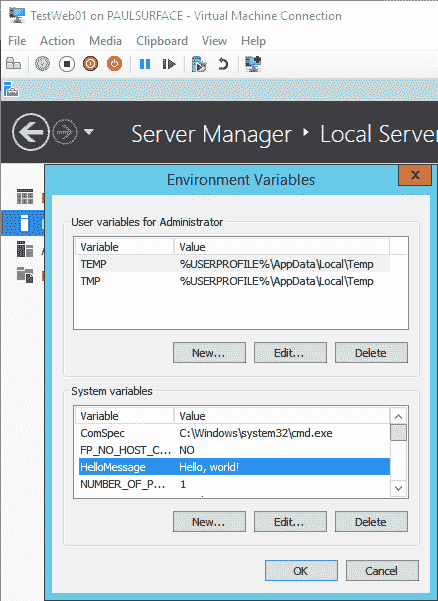 TestWeb01 on PAULSURFACE - Virtual Machine Connection
File Action Media Clipboard View Help
Server Manager Local Serve
Environment Variables
x
User variables for Administrator
Variable Value
TEMP %USERPROFILE%\AppData\Local\Temp
TMP %USERPROFILE%\AppData\Local\Temp
New... Edit... Delete
System variables
Variable Value
ComSpec C:\Windows\system32\cmd.exe
FP_NO_HOST_C... NO
HelloMessage Hello, world!
NUMBER_OF_P... 1
New... Edit... Delete
OK Cancel